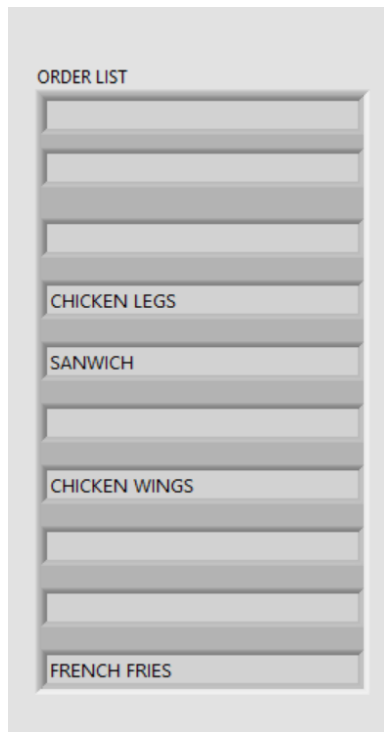 ORDER LIST
CHICKEN LEGS
SANWICH
CHICKEN WINGS
FRENCH FRIES